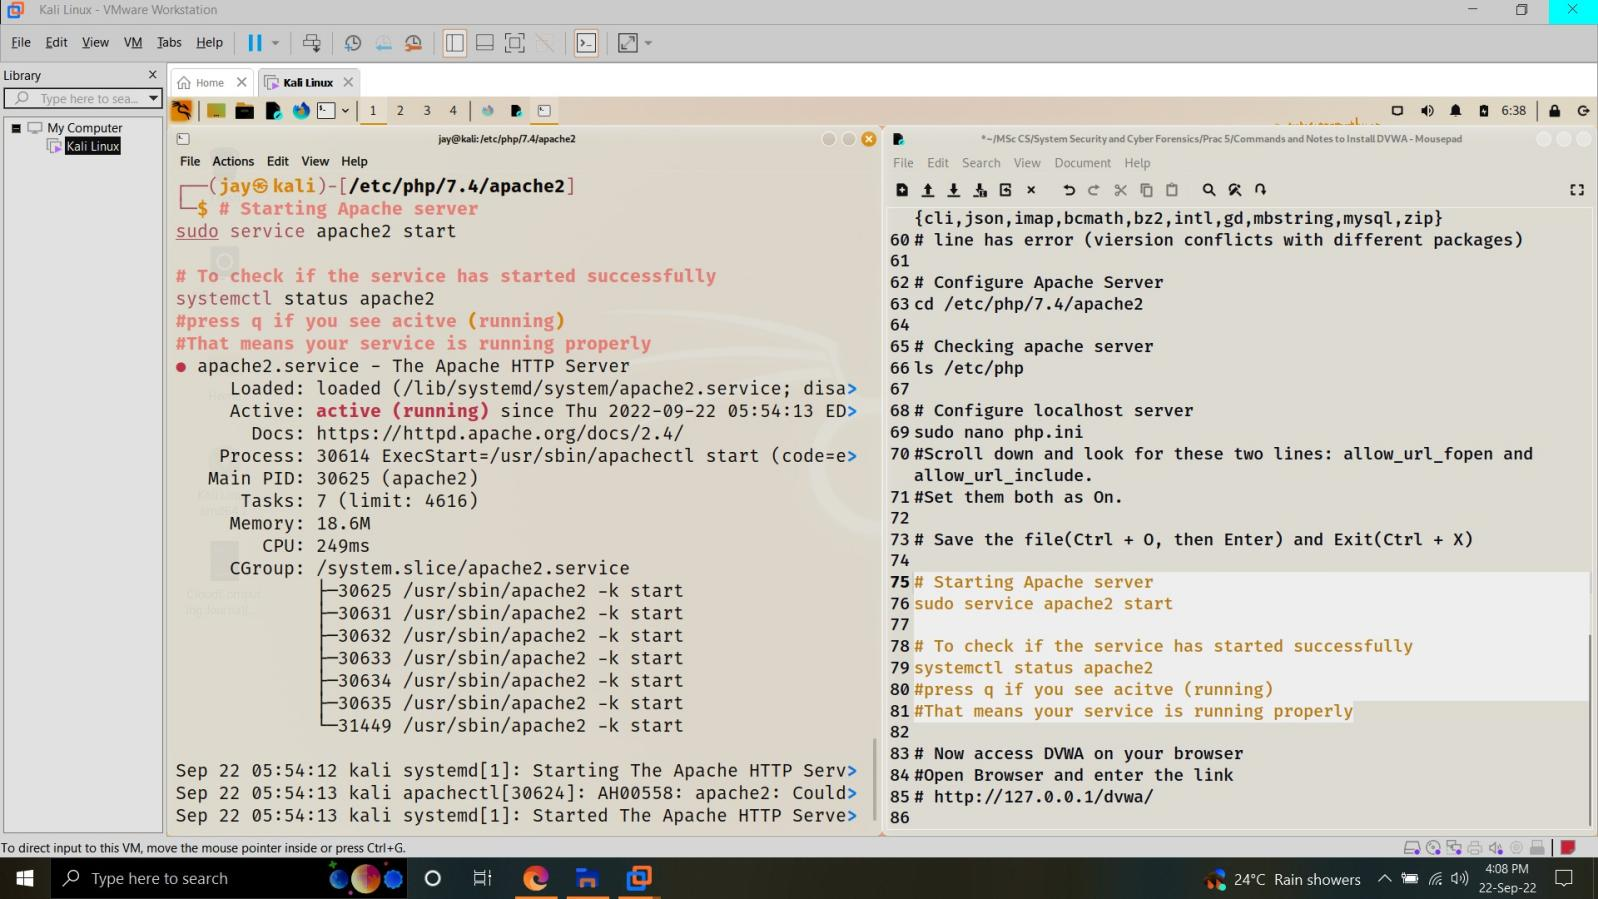 Kali Linux - VMware Workstation
File Edit View VM Tabs Help
Library
Type here to sea...
My Computer
Kali Linux
Home
Kali Linux
1 2 3 4
6:38
jay@kali: /etc/php/7.4/apache2
File Actions Edit View Help
(jay㉿kali)-[/etc/php/7.4/apache2]
$ # Starting Apache server
sudo service apache2 start
# To check if the service has started successfully
systemctl status apache2
#press q if you see acitve (running)
#That means your service is running properly
● apache2.service - The Apache HTTP Server
Loaded: loaded (/lib/systemd/system/apache2.service; disa>
Active: active (running) since Thu 2022-09-22 05:54:13 ED>
Docs: https://httpd.apache.org/docs/2.4/
Process: 30614 ExecStart=/usr/sbin/apachectl start (code=e>
Main PID: 30625 (apache2)
Tasks: 7 (limit: 4616)
Memory: 18.6M
CPU: 249ms
CGroup: /system.slice/apache2.service
├─30625 /usr/sbin/apache2 -k start
├─30631 /usr/sbin/apache2 -k start
├─30632 /usr/sbin/apache2 -k start
├─30633 /usr/sbin/apache2 -k start
├─30634 /usr/sbin/apache2 -k start
├─30635 /usr/sbin/apache2 -k start
└─31449 /usr/sbin/apache2 -k start
Sep 22 05:54:12 kali systemd[1]: Starting The Apache HTTP Serv>
Sep 22 05:54:13 kali apachectl[30624]: AH00558: apache2: Could>
Sep 22 05:54:13 kali systemd[1]: Started The Apache HTTP Serve>
*~/MSc CS/System Security and Cyber Forensics/Prac 5/Commands and Notes to Install DVWA - Mousepad
File Edit Search View Document Help
{cli,json,imap,bcmath,bz2,intl,gd,mbstring,mysql,zip}
60 # line has error (viersion conflicts with different packages)
61
62 # Configure Apache Server
63 cd /etc/php/7.4/apache2
64
65 # Checking apache server
66 ls /etc/php
67
68 # Configure localhost server
69 sudo nano php.ini
70 #Scroll down and look for these two lines: allow_url_fopen and
allow_url_include.
71 #Set them both as On.
72
73 # Save the file(Ctrl + O, then Enter) and Exit(Ctrl + X)
74
75 # Starting Apache server
76 sudo service apache2 start
77
78 # To check if the service has started successfully
79 systemctl status apache2
80 #press q if you see acitve (running)
81 #That means your service is running properly
82
83 # Now access DVWA on your browser
84 #Open Browser and enter the link
85 # http://127.0.0.1/dvwa/
86
To direct input to this VM, move the mouse pointer inside or press Ctrl+G.
Type here to search
24°C Rain showers
4:08 PM
22-Sep-22